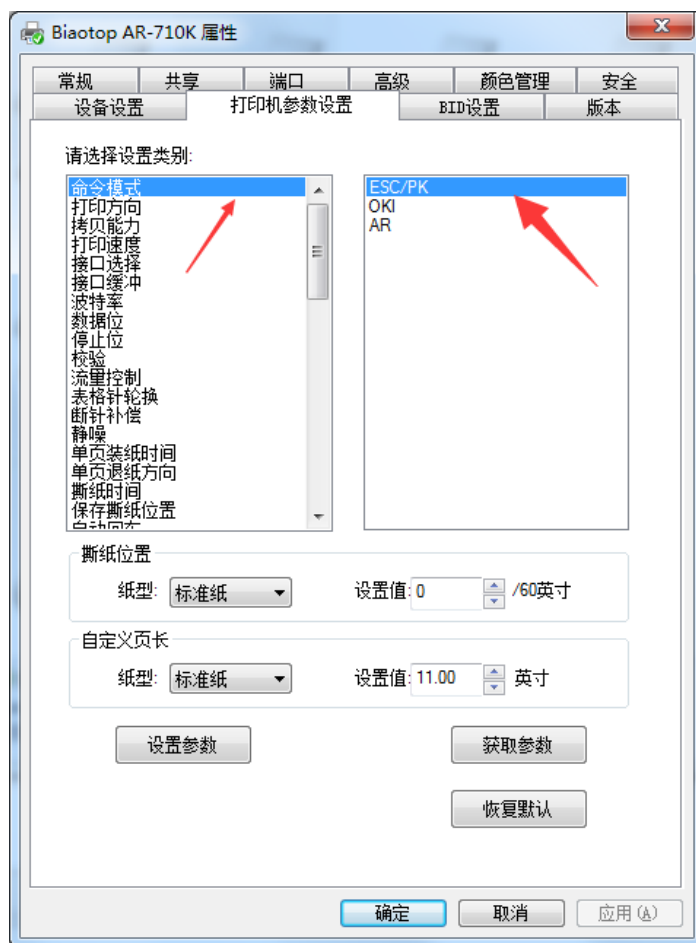 Biaotop AR-710K 属性
常规 共享 端口 高级 颜色管理 安全
设备设置 打印机参数设置 BID设置 版本
请选择设置类别:
命令模式
打印方向
拷贝能力
打印速度
接口选择
接口缓冲
波特率
数据位
停止位
校验
流量控制
表格针轮换
断针补偿
静噪
单页装纸时间
单页退纸方向
撕纸时间
保存撕纸位置
ESC/PK
OKI
AR
撕纸位置
纸型: 标准纸 设置值: 0 /60英寸
自定义页长
纸型: 标准纸 设置值: 11.00 英寸
设置参数 获取参数
恢复默认
确定 取消 应用(A)